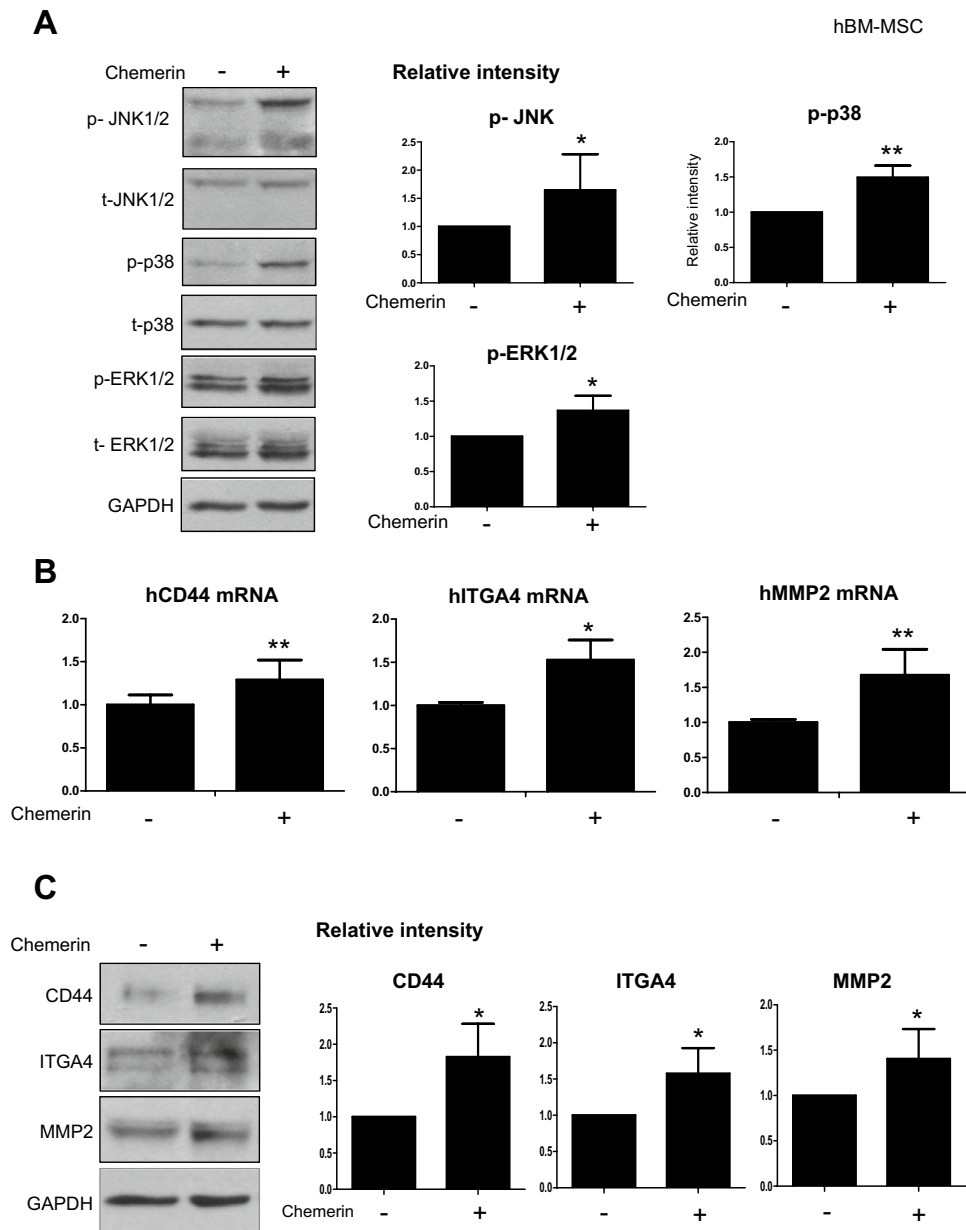 A
hBM-MSC
Chemerin - +
p- JNK1/2
t-JNK1/2
p-p38
t-p38
p-ERK1/2
t- ERK1/2
GAPDH
Relative intensity
p- JNK
*
2.5
2.0
1.5
1.0
0.5
0.0
Chemerin - +
p-p38
**
Relative intensity
2.0
1.5
1.0
0.5
0.0
Chemerin - +
p-ERK1/2
*
2.0
1.5
1.0
0.5
0.0
Chemerin - +
B
hCD44 mRNA
**
2.0
1.5
1.0
0.5
0.0
Chemerin - +
hITGA4 mRNA
*
2.0
1.5
1.0
0.5
0.0
- +
hMMP2 mRNA
**
2.5
2.0
1.5
1.0
0.5
0.0
- +
C
Chemerin - +
CD44
ITGA4
MMP2
GAPDH
Relative intensity
CD44
*
2.5
2.0
1.5
1.0
0.5
0.0
Chemerin - +
ITGA4
*
2.5
2.0
1.5
1.0
0.5
0.0
- +
MMP2
*
2.0
1.5
1.0
0.5
0.0
- +